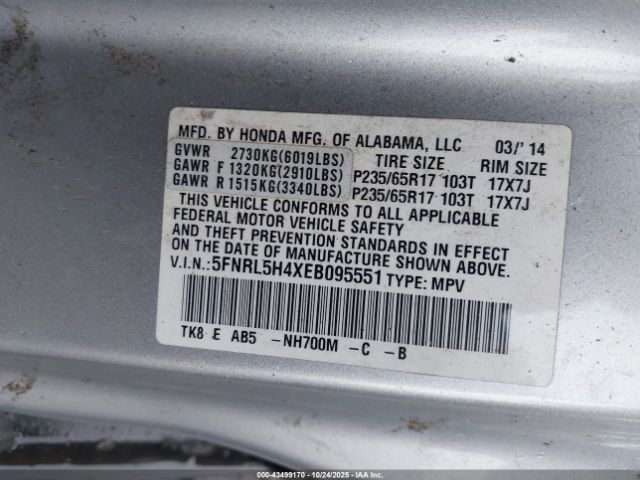 MFD. BY HONDA MFG. OF ALABAMA, LLC 03/'14
GVWR 2730KG(6019LBS) TIRE SIZE RIM SIZE
GAWR F 1320KG(2910LBS) P235/65R17 103T 17X7J
GAWR R 1515KG(3340LBS) P235/65R17 103T 17X7J
THIS VEHICLE CONFORMS TO ALL APPLICABLE
FEDERAL MOTOR VEHICLE SAFETY
AND THEFT PREVENTION STANDARDS IN EFFECT
ON THE DATE OF MANUFACTURE SHOWN ABOVE.
V.I.N.:5FNRL5H4XEB095551 TYPE: MPV
TK8 E AB5 -NH700M -C -B
000-43499170 - 10/24/2025 - IAAI.COM